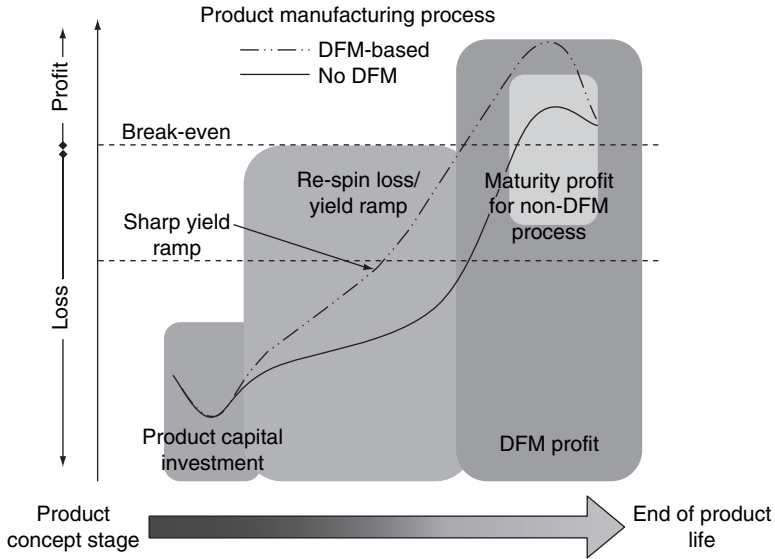 Product manufacturing process
DFM-based
No DFM
Profit
Break-even
Re-spin loss/
yield ramp
Maturity profit
for non-DFM
process
Sharp yield
ramp
Loss
Product capital
investment
DFM profit
Product
concept stage
End of product
life